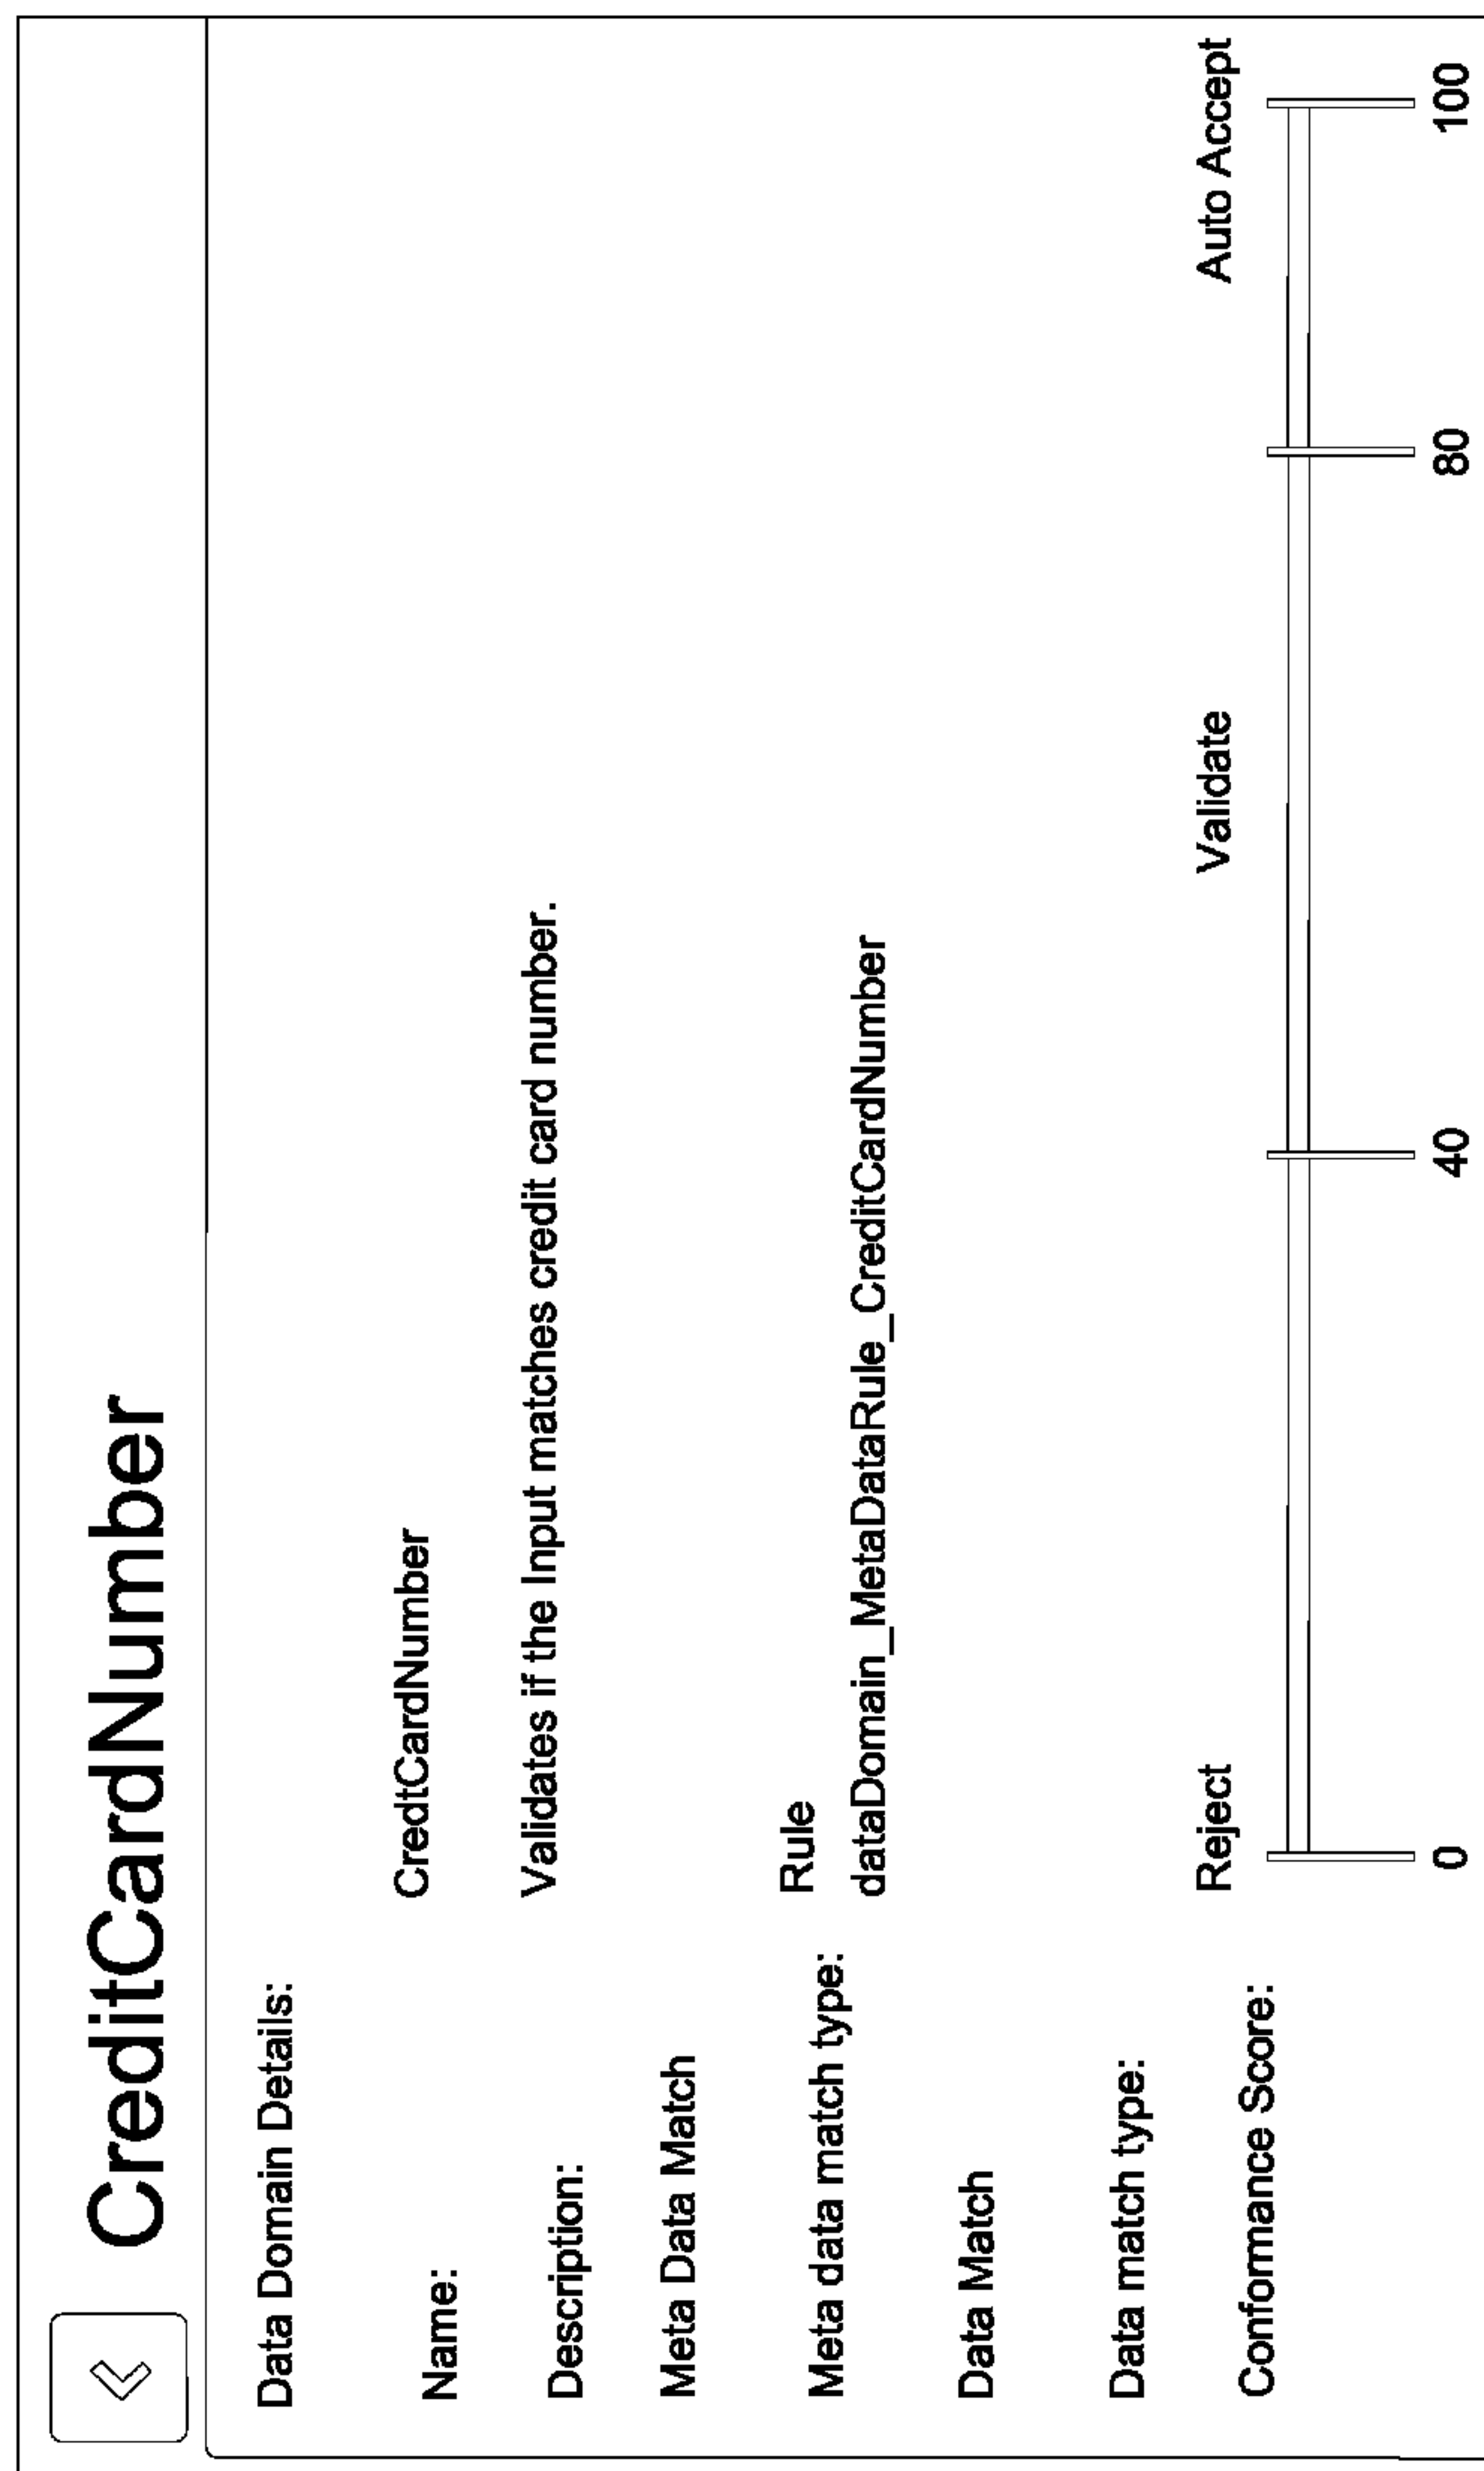 CreditCardNumber
Data Domain Details:
Name: CredtCardNumber
Description: Validates if the Input matches credit card number.
Meta Data Match
Meta data match type: Rule
dataDomain_MetaDataRule_CreditCardNumber
Data Match
Data match type:
Conformance Score: Reject Validate Auto Accept
0 40 80 100